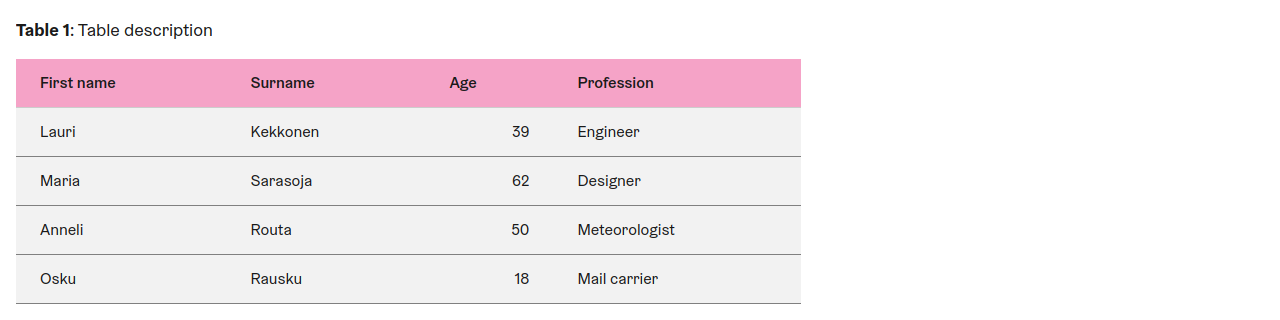 Table 1: Table description
First name Surname Age Profession
Lauri Kekkonen 39 Engineer
Maria Sarasoja 62 Designer
Anneli Routa 50 Meteorologist
Osku Rausku 18 Mail carrier